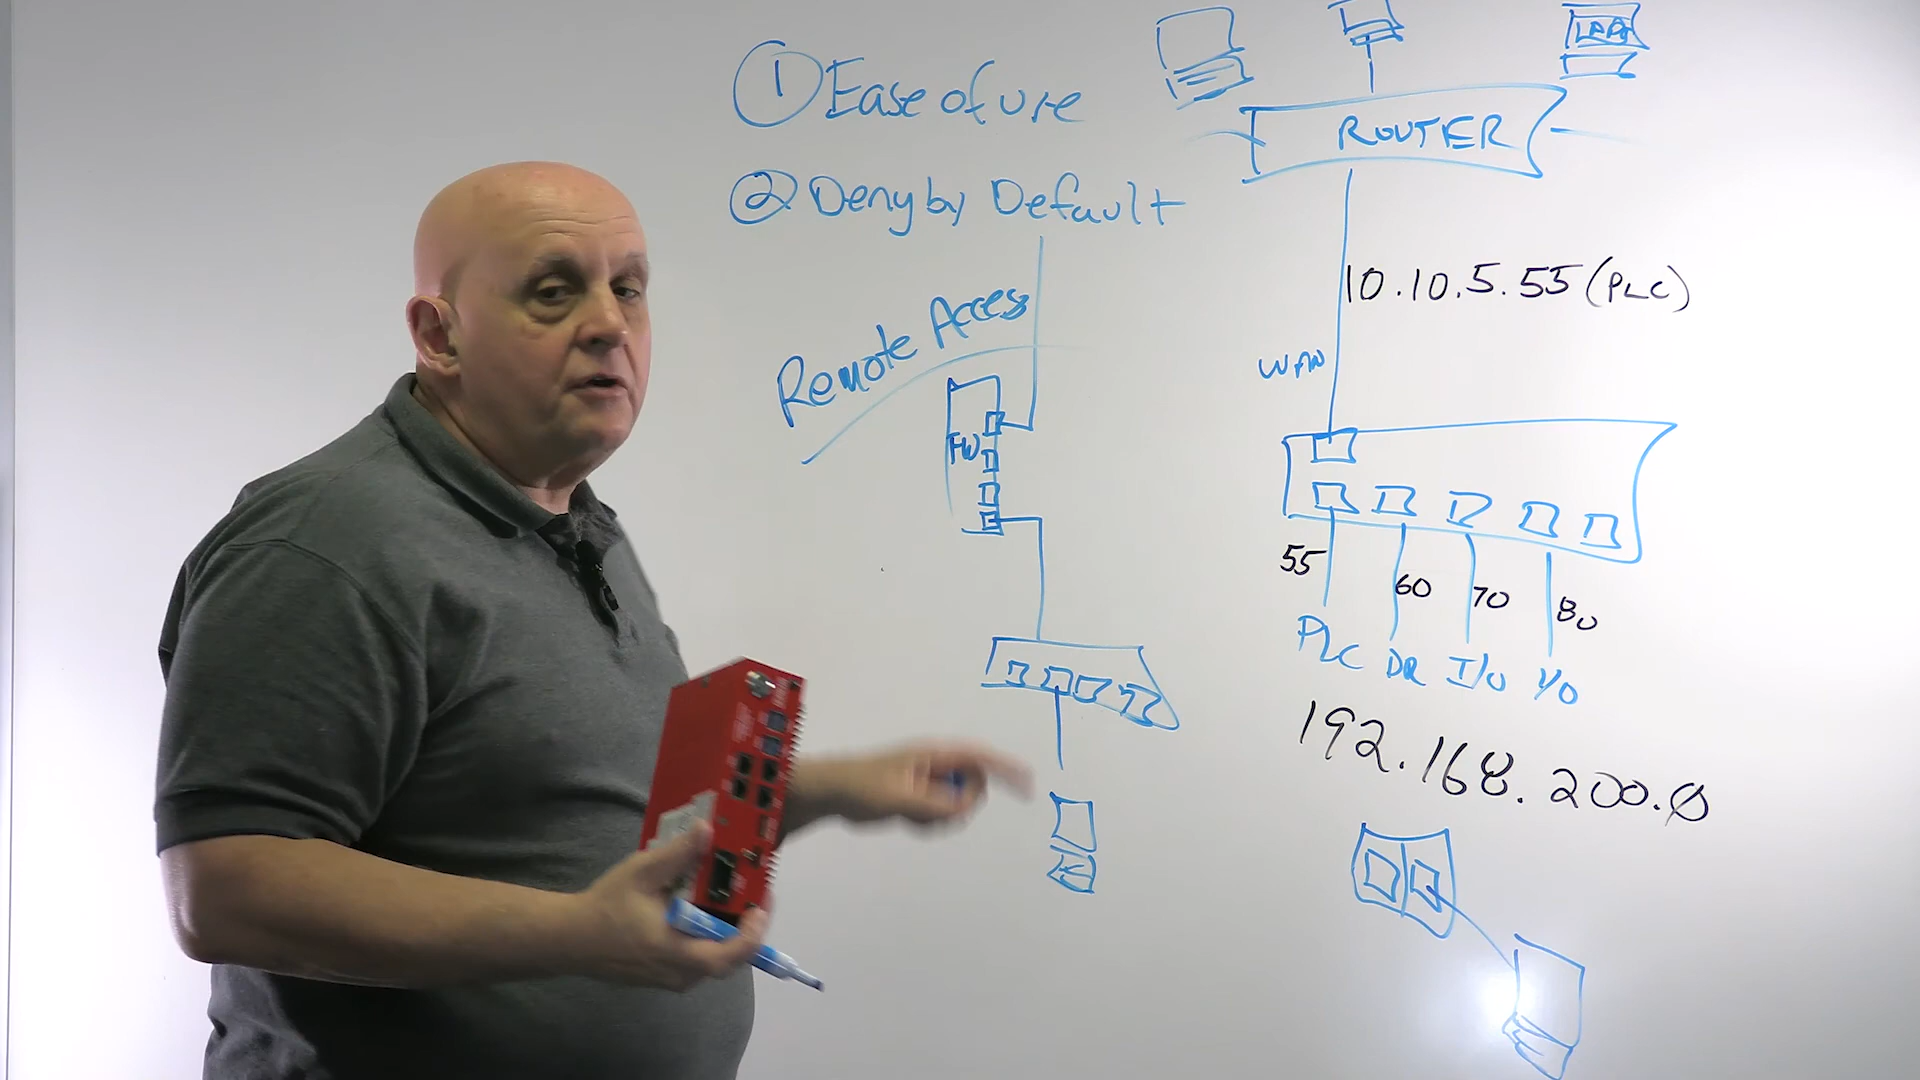 ① Ease of use
② Deny by Default
Remote Access
FW
LAPT
ROUTER
10.10.5.55 (PLC)
WAN
55
60
70
80
PLC
DR
I/O
I/O
192.168.200.0